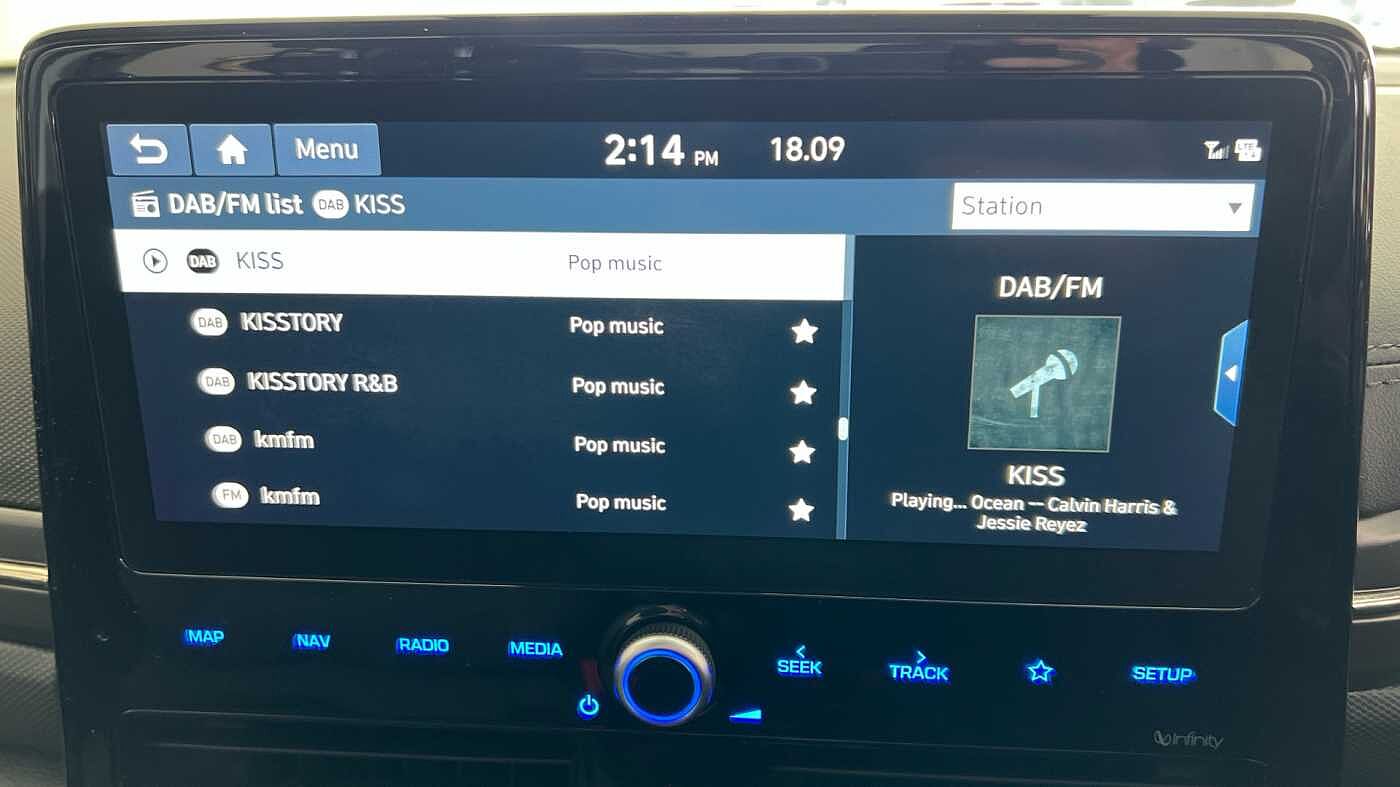 Menu 2:14 PM 18.09 LTE
DAB/FM list DAB KISS Station
DAB KISS Pop music
DAB KISSTORY Pop music
DAB KISSTORY R&B Pop music
DAB kmfm Pop music
FM kmfm Pop music
DAB/FM
KISS
Playing... Ocean -- Calvin Harris &
Jessie Reyez
MAP NAV RADIO MEDIA < SEEK > TRACK SETUP
Infinity